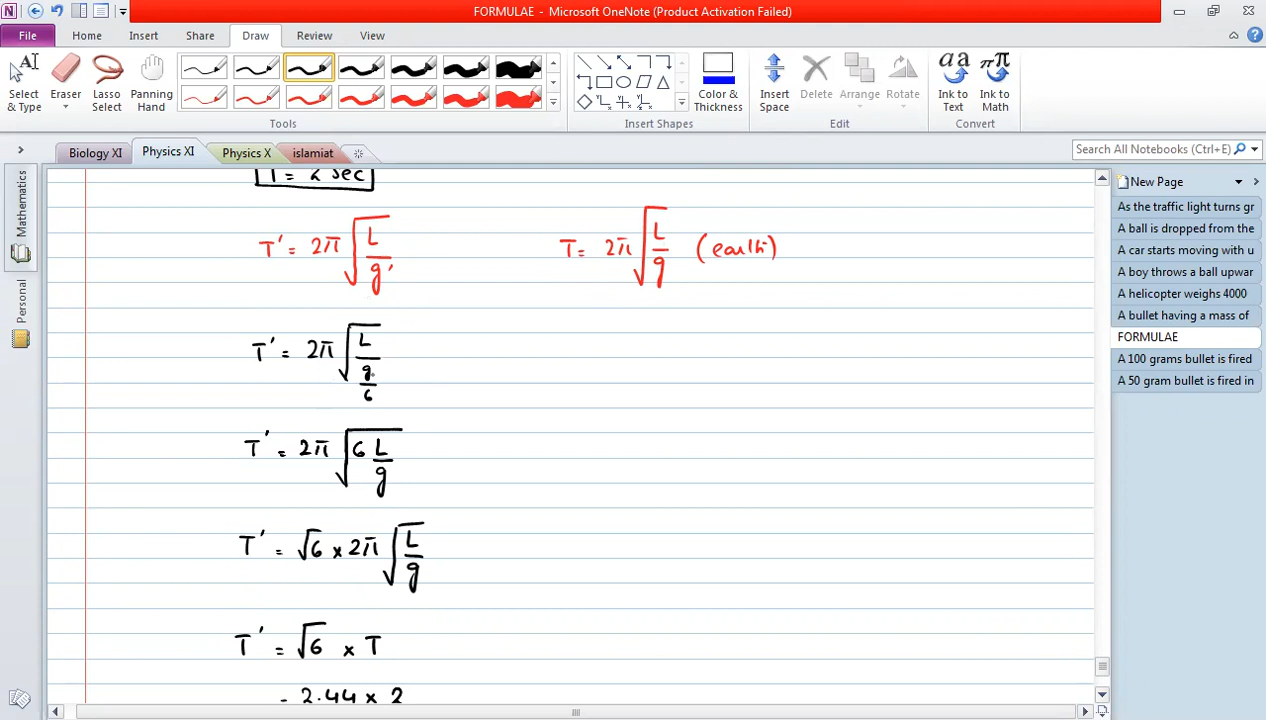 FORMULAE - Microsoft OneNote (Product Activation Failed)
File Home Insert Share Draw Review View
Select & Type
Eraser
Lasso Select
Panning Hand
Color & Thickness
Insert Space
Delete
Arrange
Rotate
Ink to Text
Ink to Math
Tools
Insert Shapes
Edit
Convert
Biology XI
Physics XI
Physics X
islamiat
Search All Notebooks (Ctrl+E)
Mathematics
Personal
New Page
As the traffic light turns gr
A ball is dropped from the
A car starts moving with u
A boy throws a ball upwar
A helicopter weighs 4000
A bullet having a mass of
FORMULAE
A 100 grams bullet is fired
A 50 gram bullet is fired in
T = 2 sec
T' = 2π √(L/g') T = 2π √(L/g) (earth)
T' = 2π √(L/(g/6))
T' = 2π √(6 L/g)
T' = √6 × 2π √(L/g)
T' = √6 × T
= 2.44 × 2